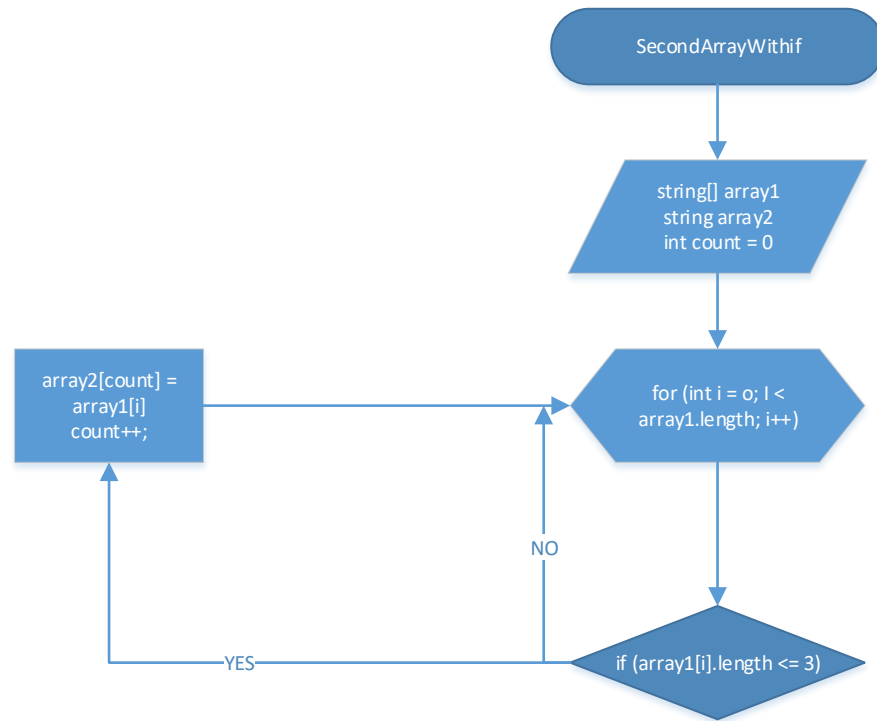 SecondArrayWithif
string[] array1
string array2
int count = 0
for (int i = o; I <
array1.length; i++)
array2[count] =
array1[i]
count++;
NO
YES
if (array1[i].length <= 3)